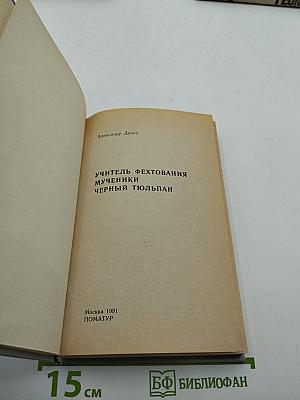 Александр Дюма
УЧИТЕЛЬ ФЕХТОВАНИЯ
МУЧЕНИКИ
ЧЕРНЫЙ ТЮЛЬПАН
Москва 1991
ПОМАТУР
15 см
БФ БИБЛИОФАН